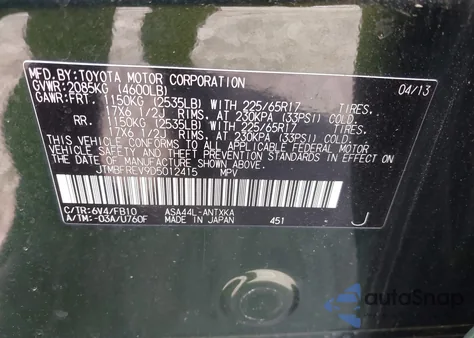 MFD.BY:TOYOTA MOTOR CORPORATION 04/13
GVWR:2085KG (4600LB)
GAWR:FRT. 1150KG (2535LB) WITH 225/65R17 TIRES,
17X6 1/2J RIMS, AT 230KPA (33PSI) COLD.
RR. 1150KG (2535LB) WITH 225/65R17 TIRES,
17X6 1/2J RIMS, AT 230KPA (33PSI) COLD.
THIS VEHICLE CONFORMS TO ALL APPLICABLE FEDERAL MOTOR
VEHICLE SAFETY AND THEFT PREVENTION STANDARDS IN EFFECT
ON THE DATE OF MANUFACTURE SHOWN ABOVE.
JTMBFREV9D5012415 MPV
C/TR:6V4/FB10 ASA44L-ANTXKA
A/TM:-03A/U760F MADE IN JAPAN 451 J
AutoSnap